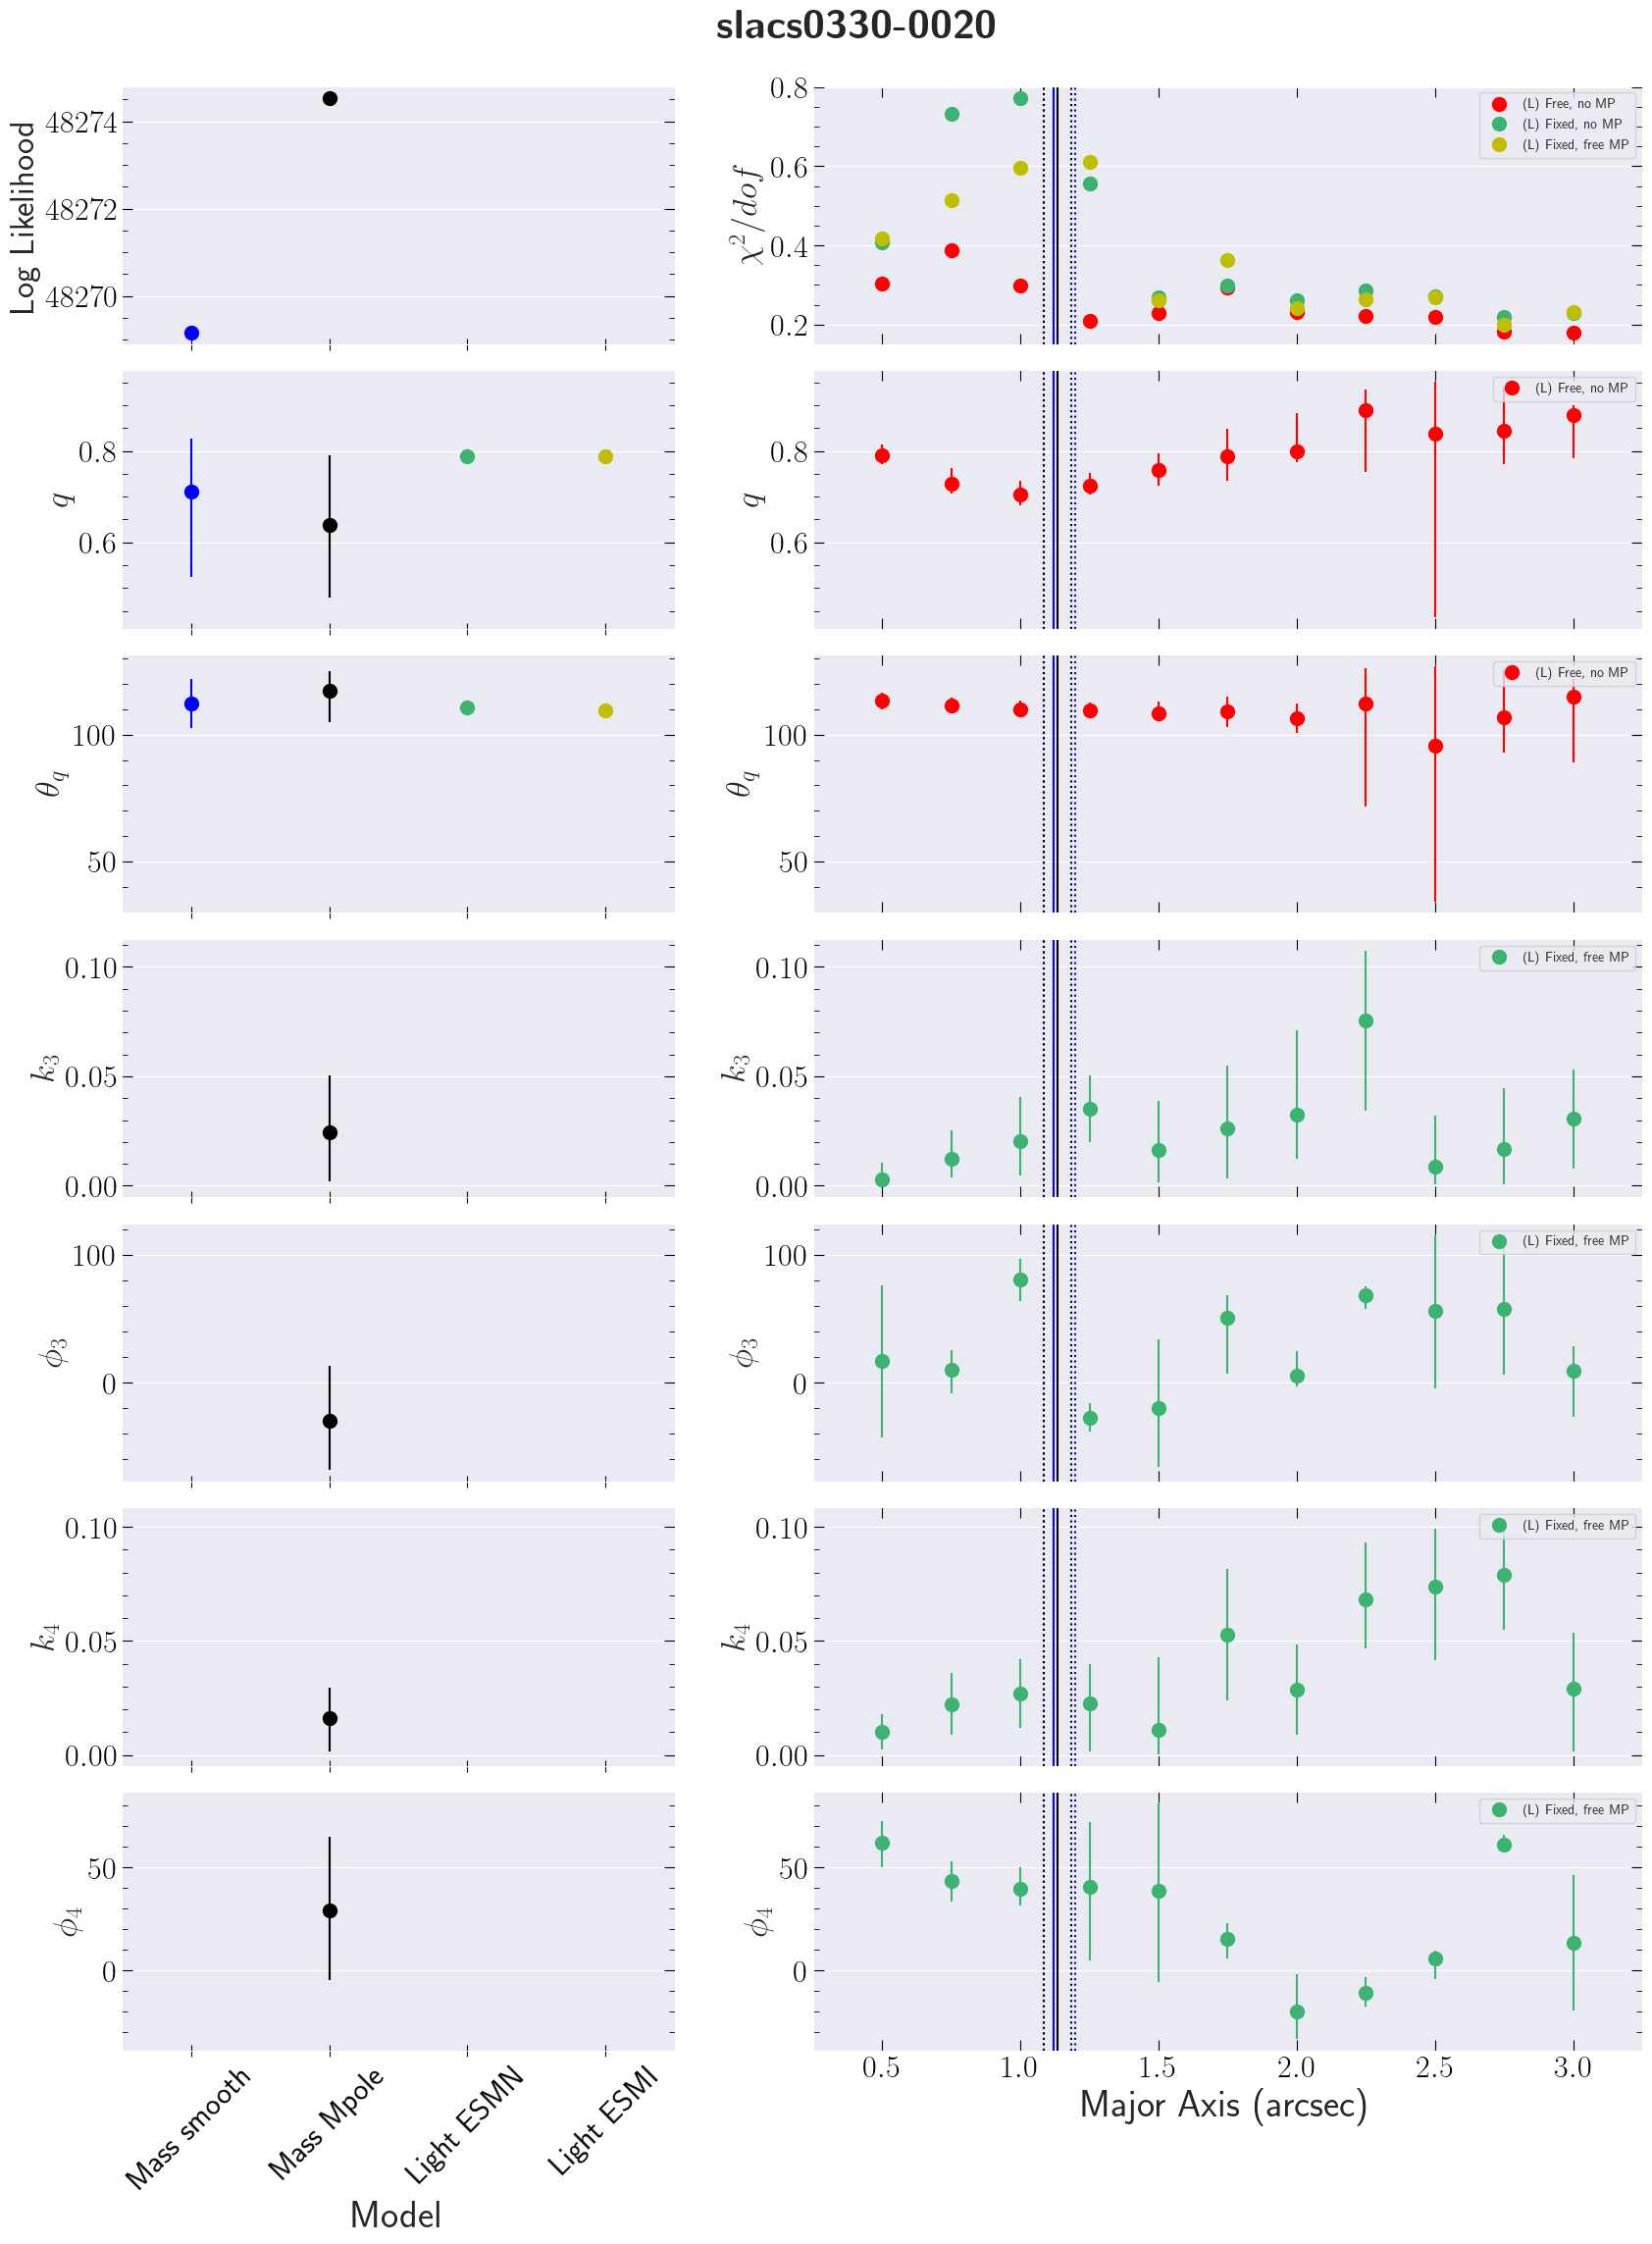 slacs0330-0020
Log Likelihood
48274
48272
48270
χ²/dof
0.8
0.6
0.4
0.2
(L) Free, no MP
(L) Fixed, no MP
(L) Fixed, free MP
q
0.8
0.6
q
0.8
0.6
(L) Free, no MP
θ_q
100
50
θ_q
100
50
(L) Free, no MP
k₃
0.10
0.05
0.00
k₃
0.10
0.05
0.00
(L) Fixed, free MP
ϕ₃
100
0
ϕ₃
100
0
(L) Fixed, free MP
k₄
0.10
0.05
0.00
k₄
0.10
0.05
0.00
(L) Fixed, free MP
ϕ₄
50
0
ϕ₄
50
0
(L) Fixed, free MP
Mass smooth
Mass Mpole
Light ESMN
Light ESMI
Model
0.5 1.0 1.5 2.0 2.5 3.0
Major Axis (arcsec)